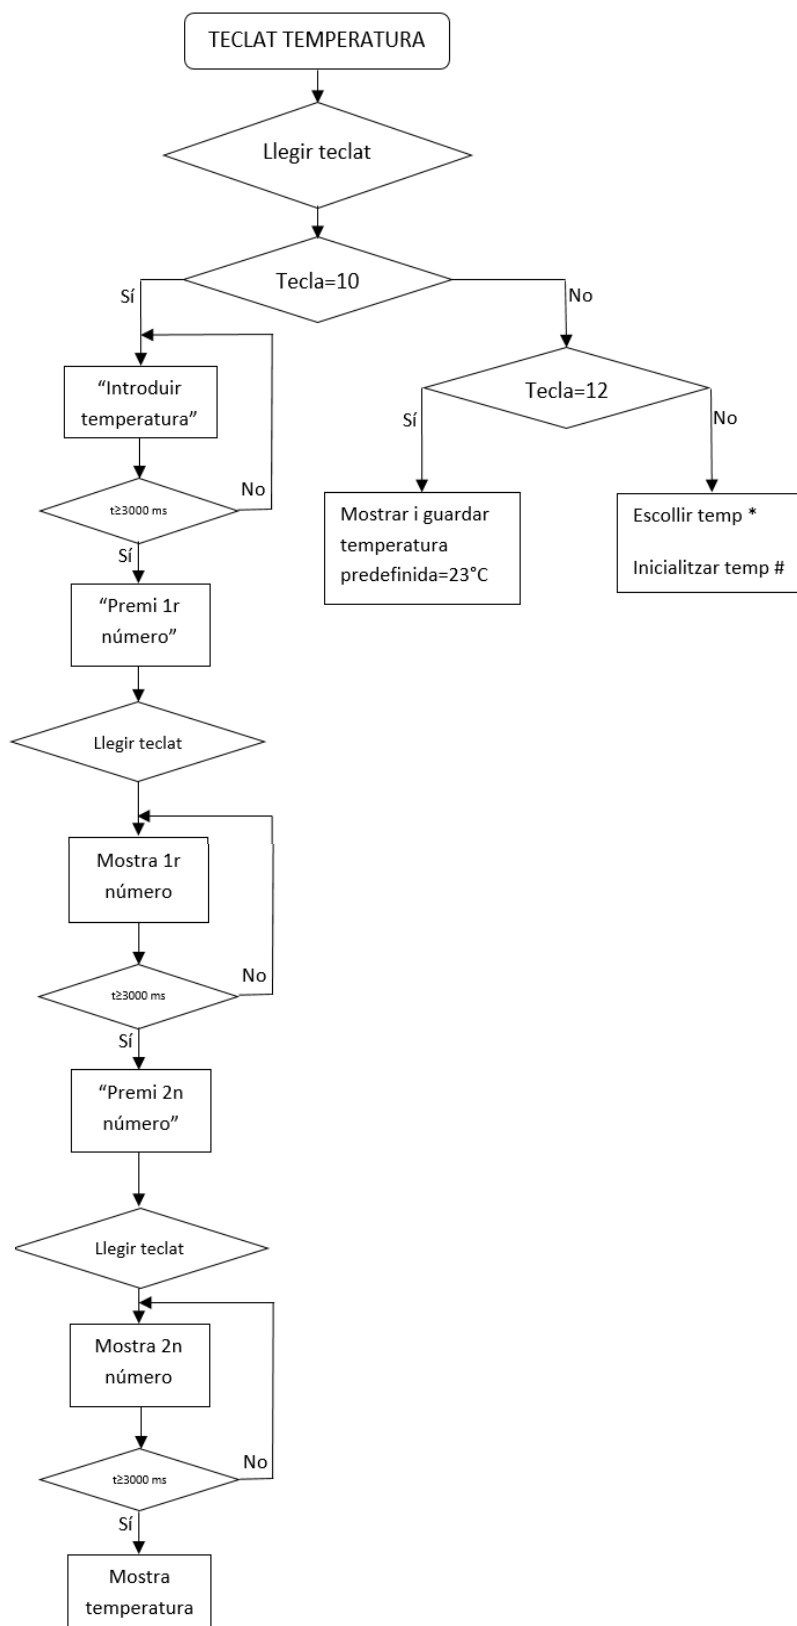 TECLAT TEMPERATURA
Llegir teclat
Tecla=10
Sí
No
"Introduir
temperatura"
Tecla=12
Sí
No
t≥3000 ms
No
Sí
Mostrar i guardar
temperatura
predefinida=23°C
Escollir temp *
Inicialitzar temp #
"Premi 1r
número"
Llegir teclat
Mostra 1r
número
t≥3000 ms
No
Sí
"Premi 2n
número"
Llegir teclat
Mostra 2n
número
t≥3000 ms
No
Sí
Mostra
temperatura